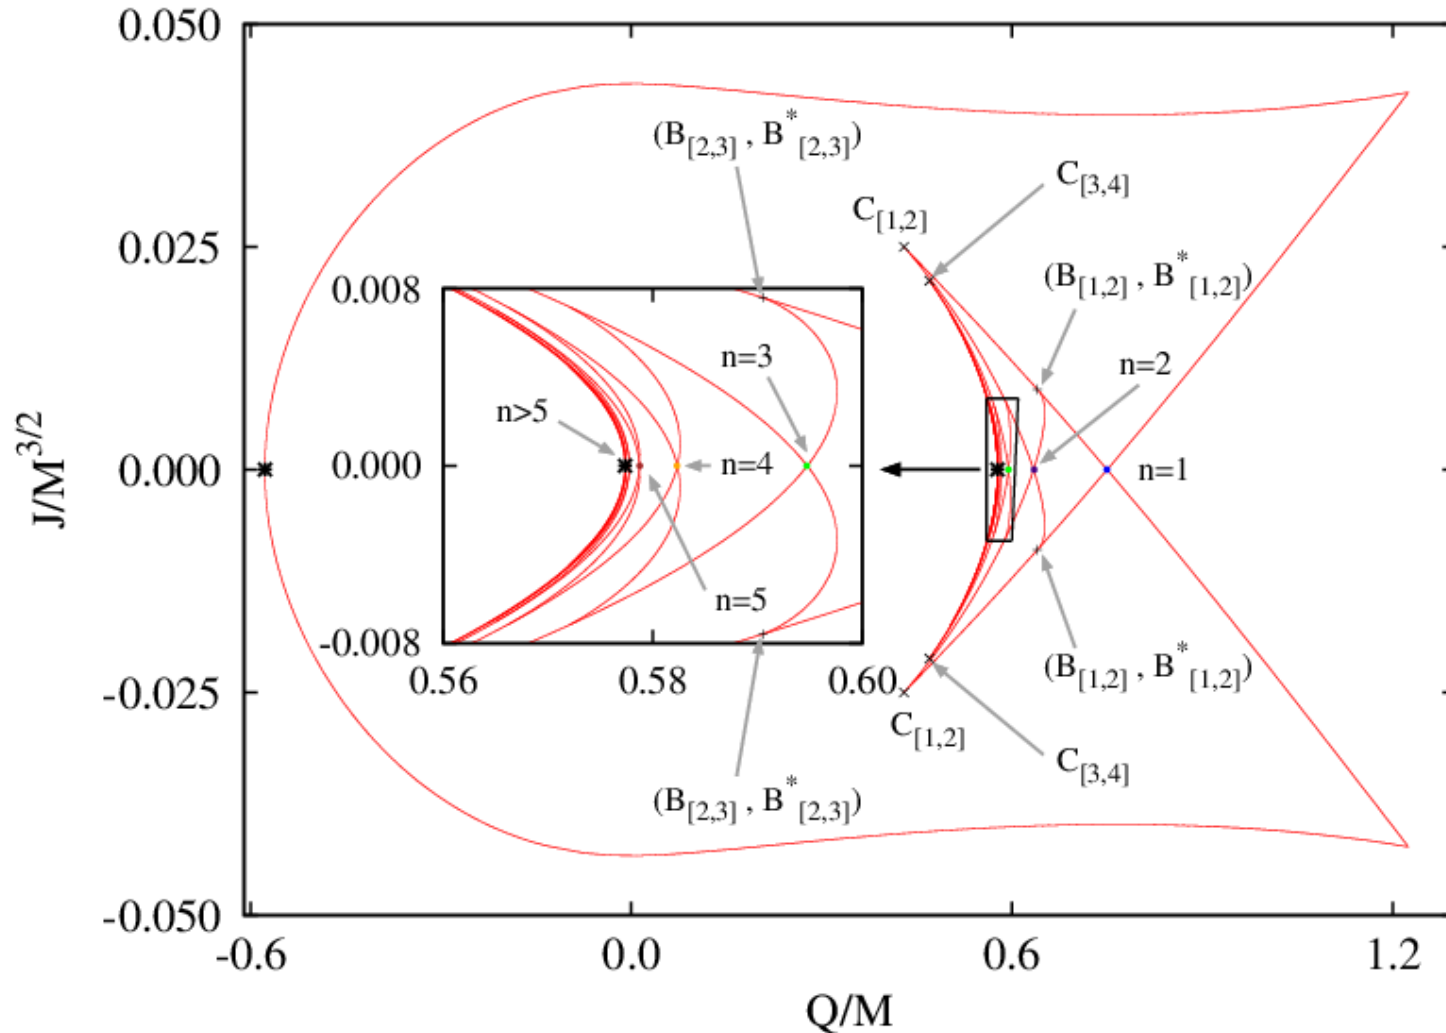 0.050
(B[2,3] , B*[2,3])
C[3,4]
C[1,2]
0.025
(B[1,2] , B*[1,2])
0.008
n=3
n=2
n>5
J/M3/2
0.000
0.000
n=4
n=1
n=5
-0.008
0.56
0.58
0.60
(B[1,2] , B*[1,2])
-0.025
C[1,2]
C[3,4]
(B[2,3] , B*[2,3])
-0.050
-0.6
0.0
0.6
1.2
Q/M